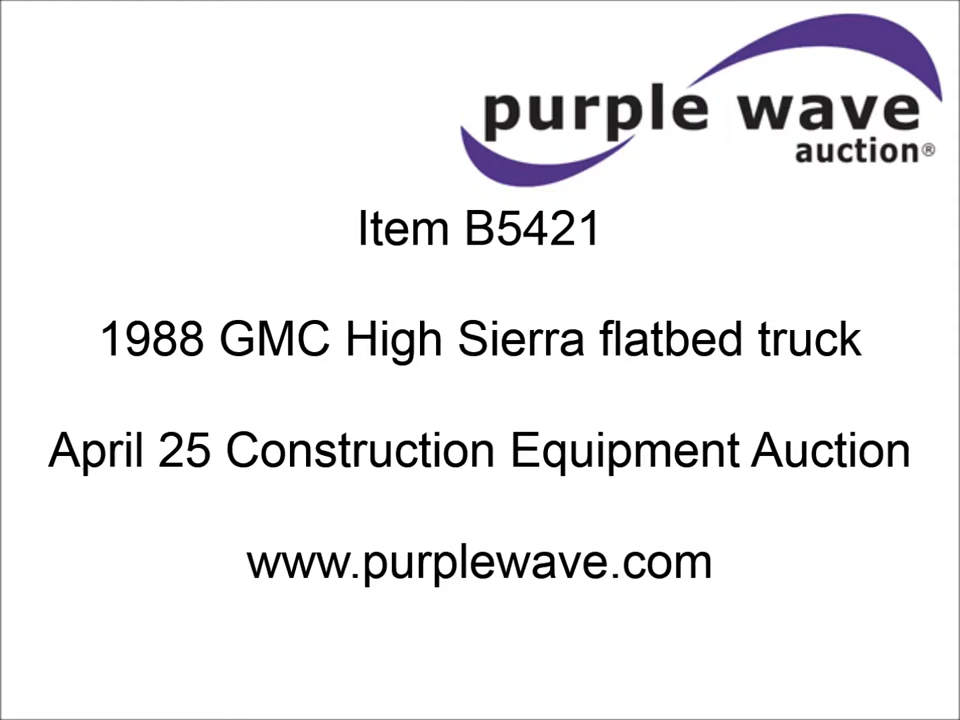 purple wave
auction®
Item B5421
1988 GMC High Sierra flatbed truck
April 25 Construction Equipment Auction
www.purplewave.com